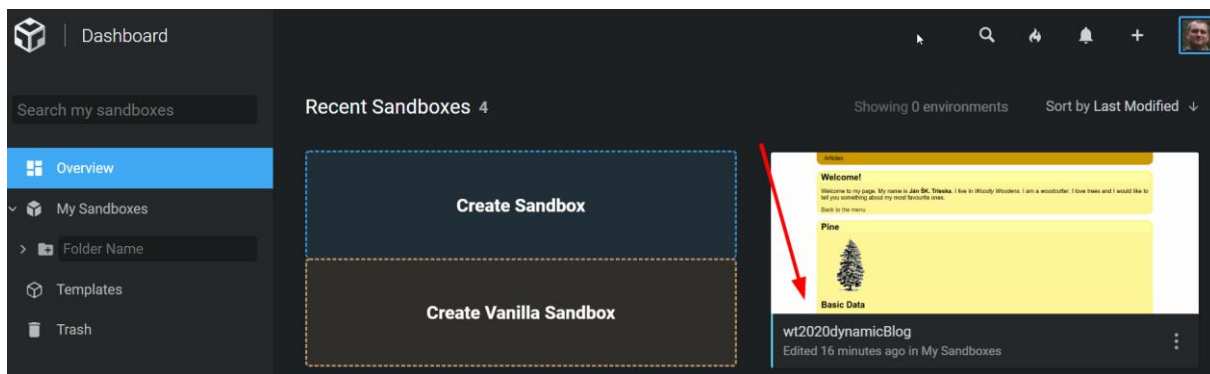 Dashboard
Search my sandboxes
Recent Sandboxes 4
Showing 0 environments
Sort by Last Modified
Overview
My Sandboxes
Folder Name
Templates
Trash
Create Sandbox
Create Vanilla Sandbox
Articles
Welcome!
Welcome to my page. My name is Ján ŠK. Trieska. I live in Woody Woodens. I am a woodcutter. I love trees and I would like to
tell you something about my most favourite ones.
Back to the menu
Pine
Basic Data
wt2020dynamicBlog
Edited 16 minutes ago in My Sandboxes